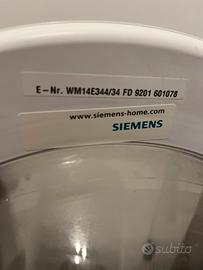 E-Nr. WM14E344/34 FD 9201 601078
www.siemens-home.com
SIEMENS
subito